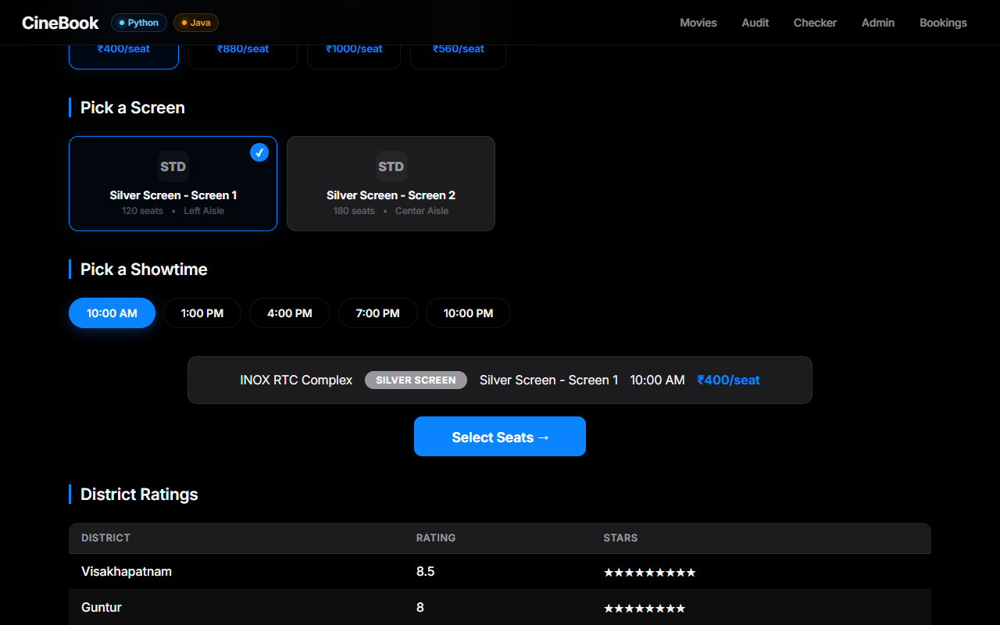 CineBook Python Java Movies Audit Checker Admin Bookings
₹400/seat ₹880/seat ₹1000/seat ₹560/seat
Pick a Screen
STD STD
Silver Screen - Screen 1 Silver Screen - Screen 2
120 seats • Left Aisle 180 seats • Center Aisle
Pick a Showtime
10:00 AM 1:00 PM 4:00 PM 7:00 PM 10:00 PM
INOX RTC Complex SILVER SCREEN Silver Screen - Screen 1 10:00 AM ₹400/seat
Select Seats →
District Ratings
DISTRICT RATING STARS
Visakhapatnam 8.5 ★★★★★★★★★
Guntur 8 ★★★★★★★★